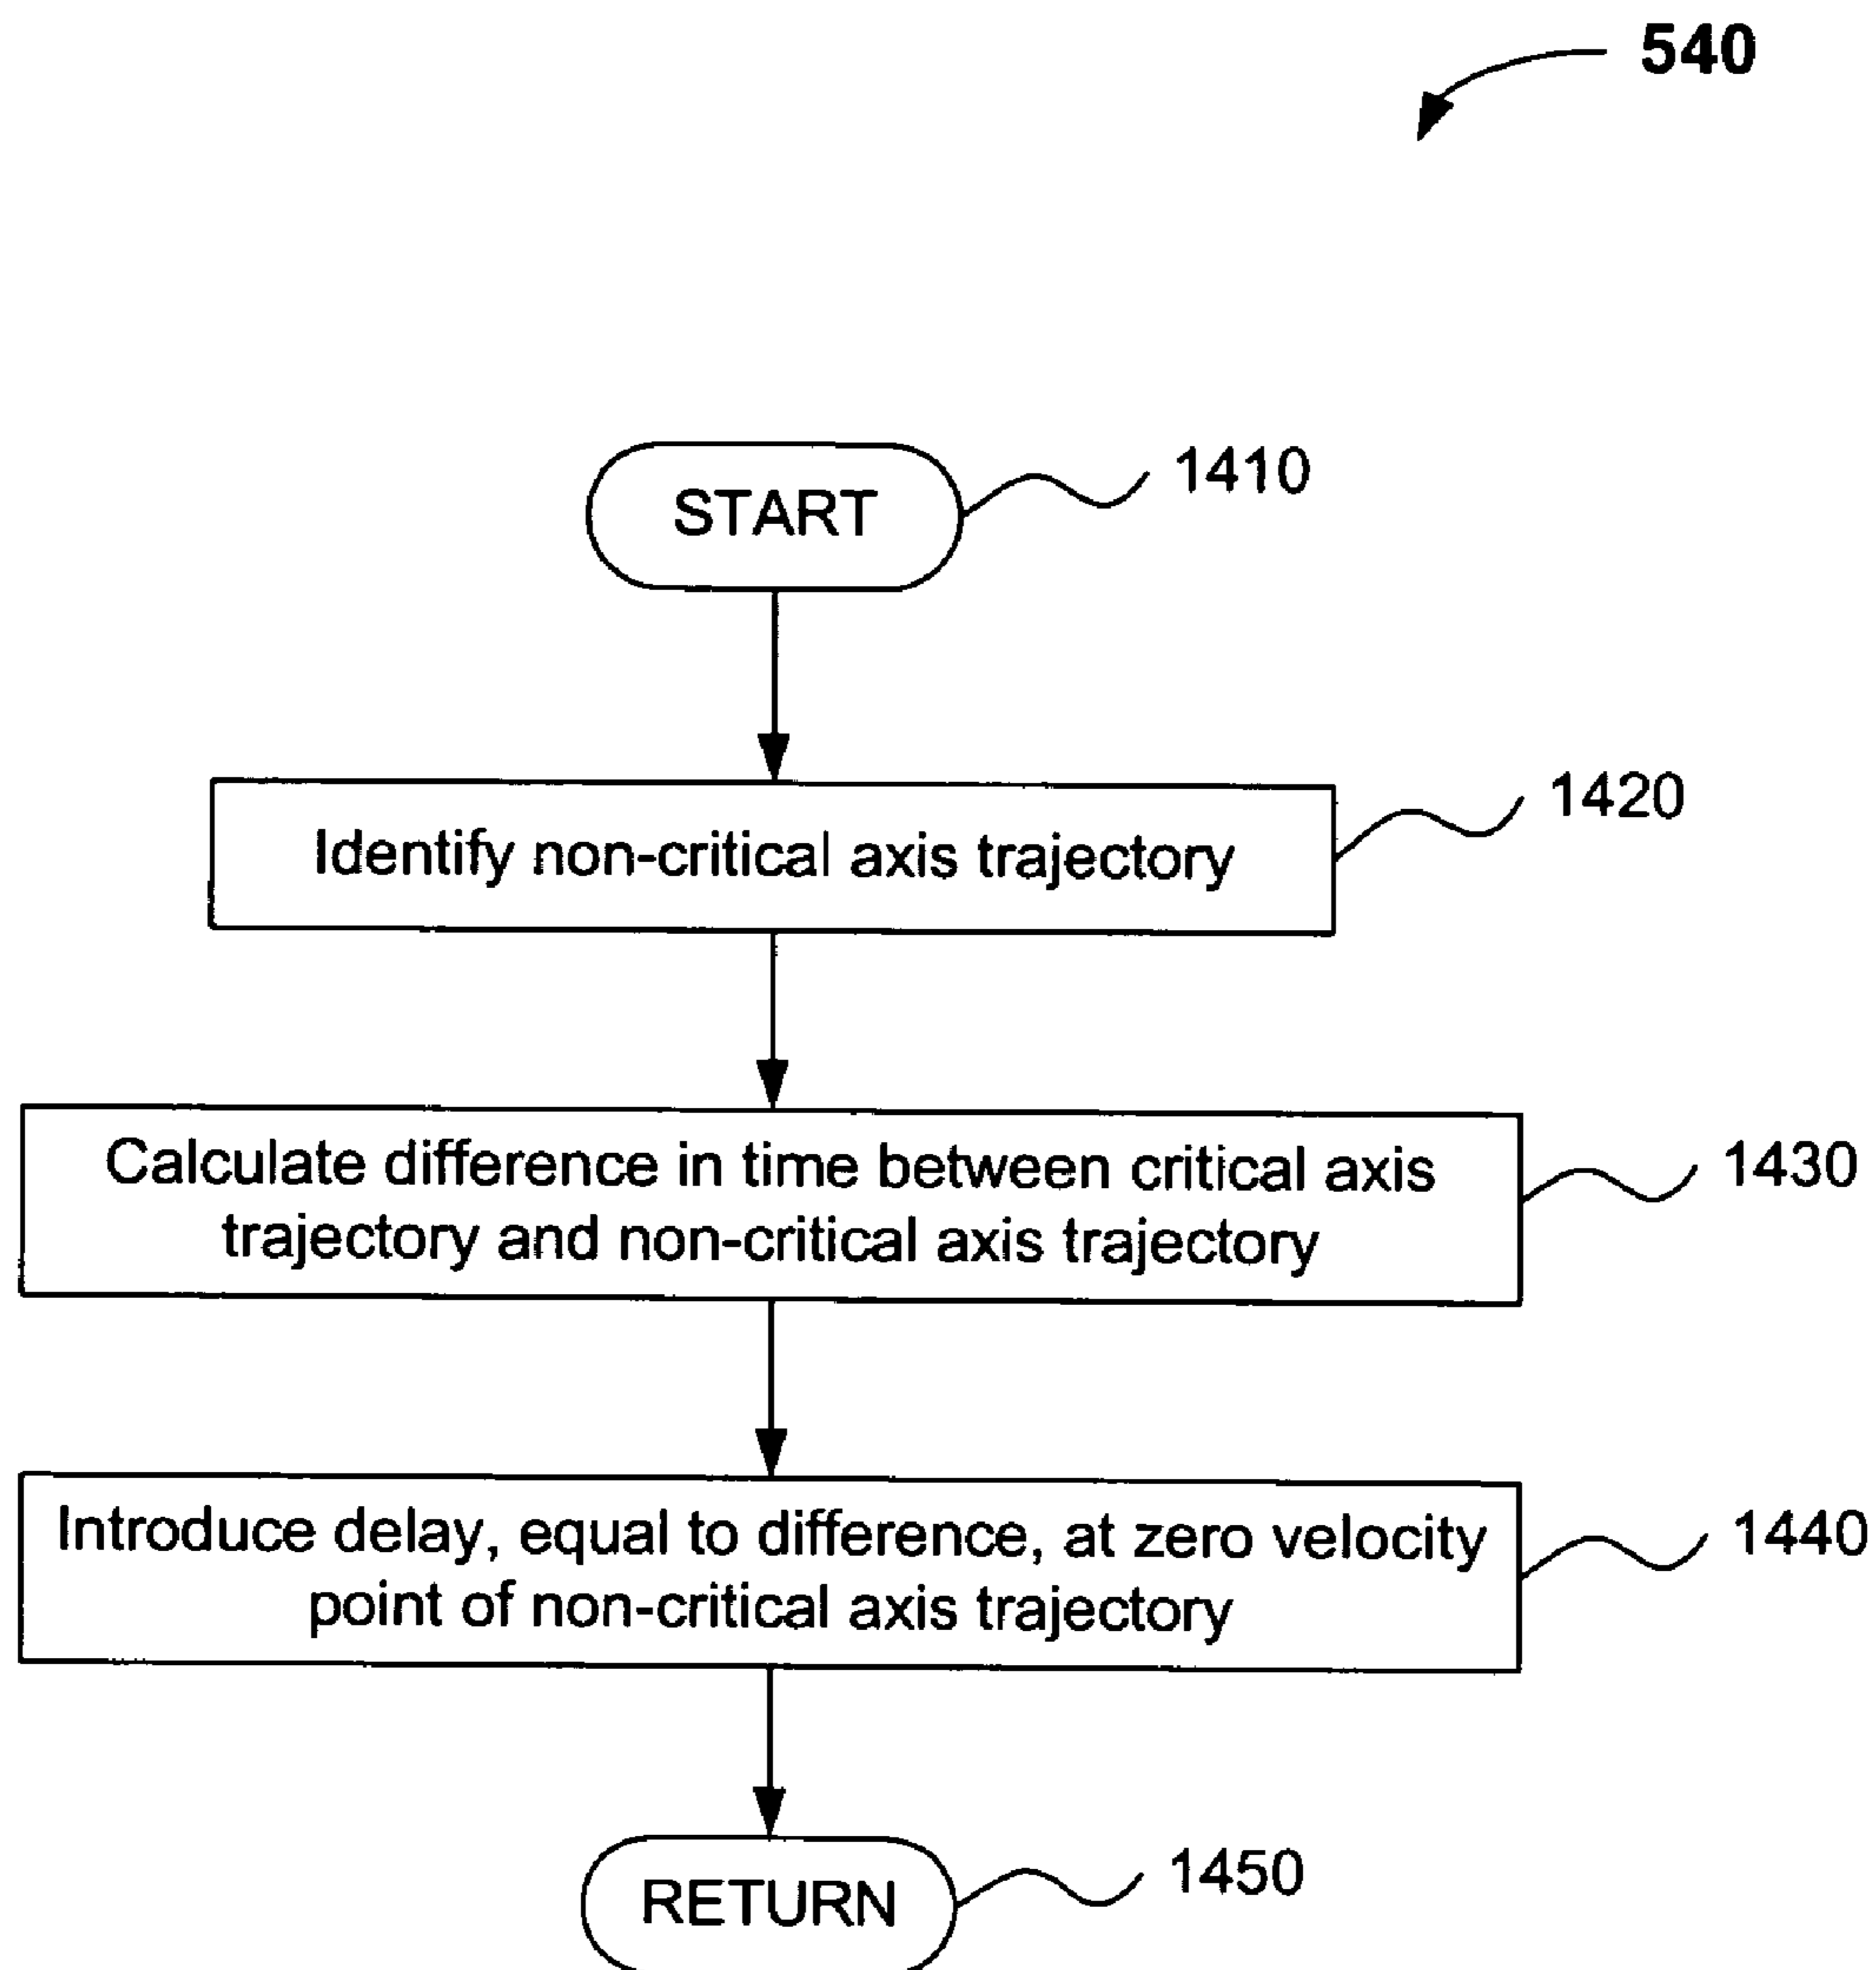 540
START
1410
Identify non-critical axis trajectory
1420
Calculate difference in time between critical axis
trajectory and non-critical axis trajectory
1430
Introduce delay, equal to difference, at zero velocity
point of non-critical axis trajectory
1440
RETURN
1450